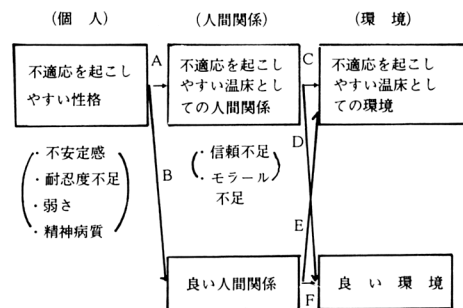 （個　人）
（人間関係）
（環　境）
A
C
不適応を起こし
やすい性格
不適応を起こし
やすい温床とし
ての人間関係
不適応を起こし
やすい温床とし
ての環境
・不安定感
・耐忍度不足
・弱さ
・精神病質
B
・信頼不足
・モラール
不足
D
E
良い人間関係
F
良　い　環　境